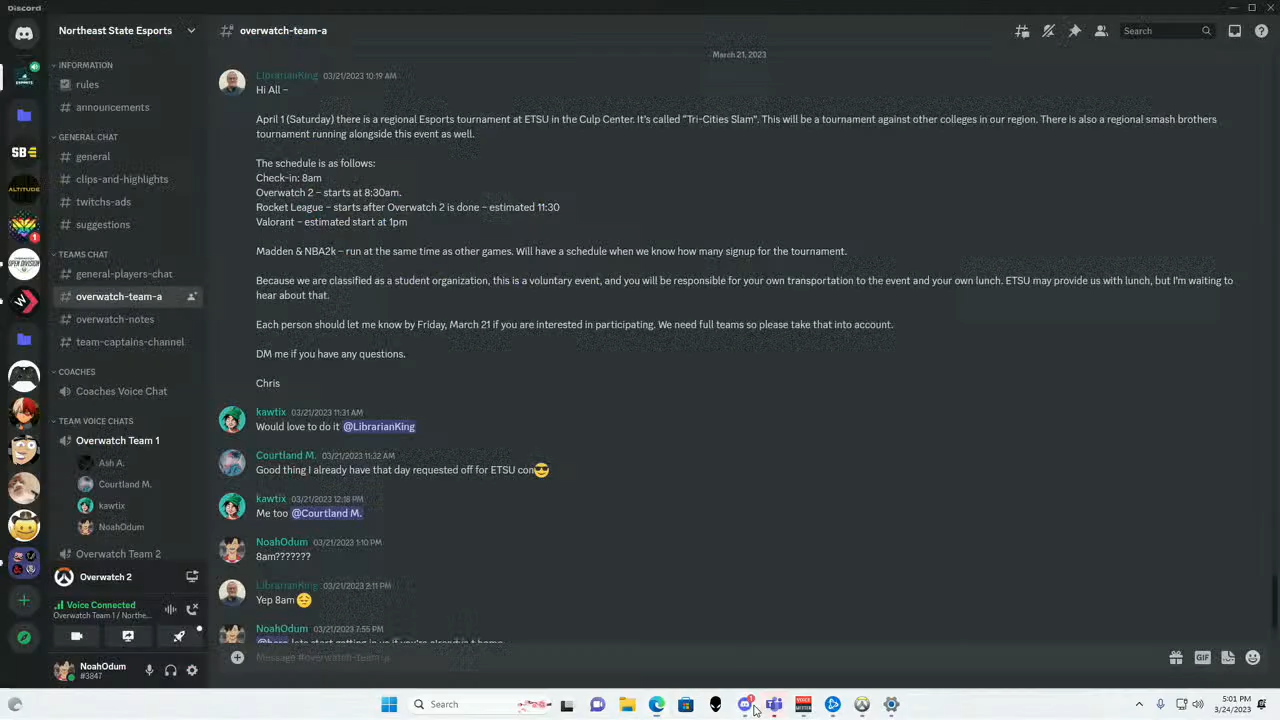 Discord
Northeast State Esports
overwatch-team-a
Search
March 21, 2023
INFORMATION
rules
announcements
GENERAL CHAT
general
clips-and-highlights
twitchs-ads
suggestions
TEAMS CHAT
general-players-chat
overwatch-team-a
overwatch-notes
team-captains-channel
COACHES
Coaches Voice Chat
TEAM VOICE CHATS
Overwatch Team 1
Ash A.
Courtland M.
kawtix
NoahOdum
Overwatch Team 2
Overwatch 2
Voice Connected
Overwatch Team 1 / Northe...
NoahOdum
#3847
ESPORTS
SB
ALTITUDE
1
OPEN DIVISION
LibrarianKing 03/21/2023 10:19 AM
Hi All –
April 1 (Saturday) there is a regional Esports tournament at ETSU in the Culp Center. It's called "Tri-Cities Slam". This will be a tournament against other colleges in our region. There is also a regional smash brothers
tournament running alongside this event as well.
The schedule is as follows:
Check-in: 8am
Overwatch 2 – starts at 8:30am.
Rocket League – starts after Overwatch 2 is done – estimated 11:30
Valorant – estimated start at 1pm
Madden & NBA2k – run at the same time as other games. Will have a schedule when we know how many signup for the tournament.
Because we are classified as a student organization, this is a voluntary event, and you will be responsible for your own transportation to the event and your own lunch. ETSU may provide us with lunch, but I'm waiting to
hear about that.
Each person should let me know by Friday, March 21 if you are interested in participating. We need full teams so please take that into account.
DM me if you have any questions.
Chris
kawtix 03/21/2023 11:31 AM
Would love to do it @LibrarianKing
Courtland M. 03/21/2023 11:32 AM
Good thing I already have that day requested off for ETSU con😎
kawtix 03/21/2023 12:18 PM
Me too @Courtland M.
NoahOdum 03/21/2023 1:10 PM
8am???????
LibrarianKing 03/21/2023 2:11 PM
Yep 8am 😔
NoahOdum 03/21/2023 7:55 PM
Message #overwatch-team-a
GIF
Search
1
VOICE
5:01 PM
3/24/2023